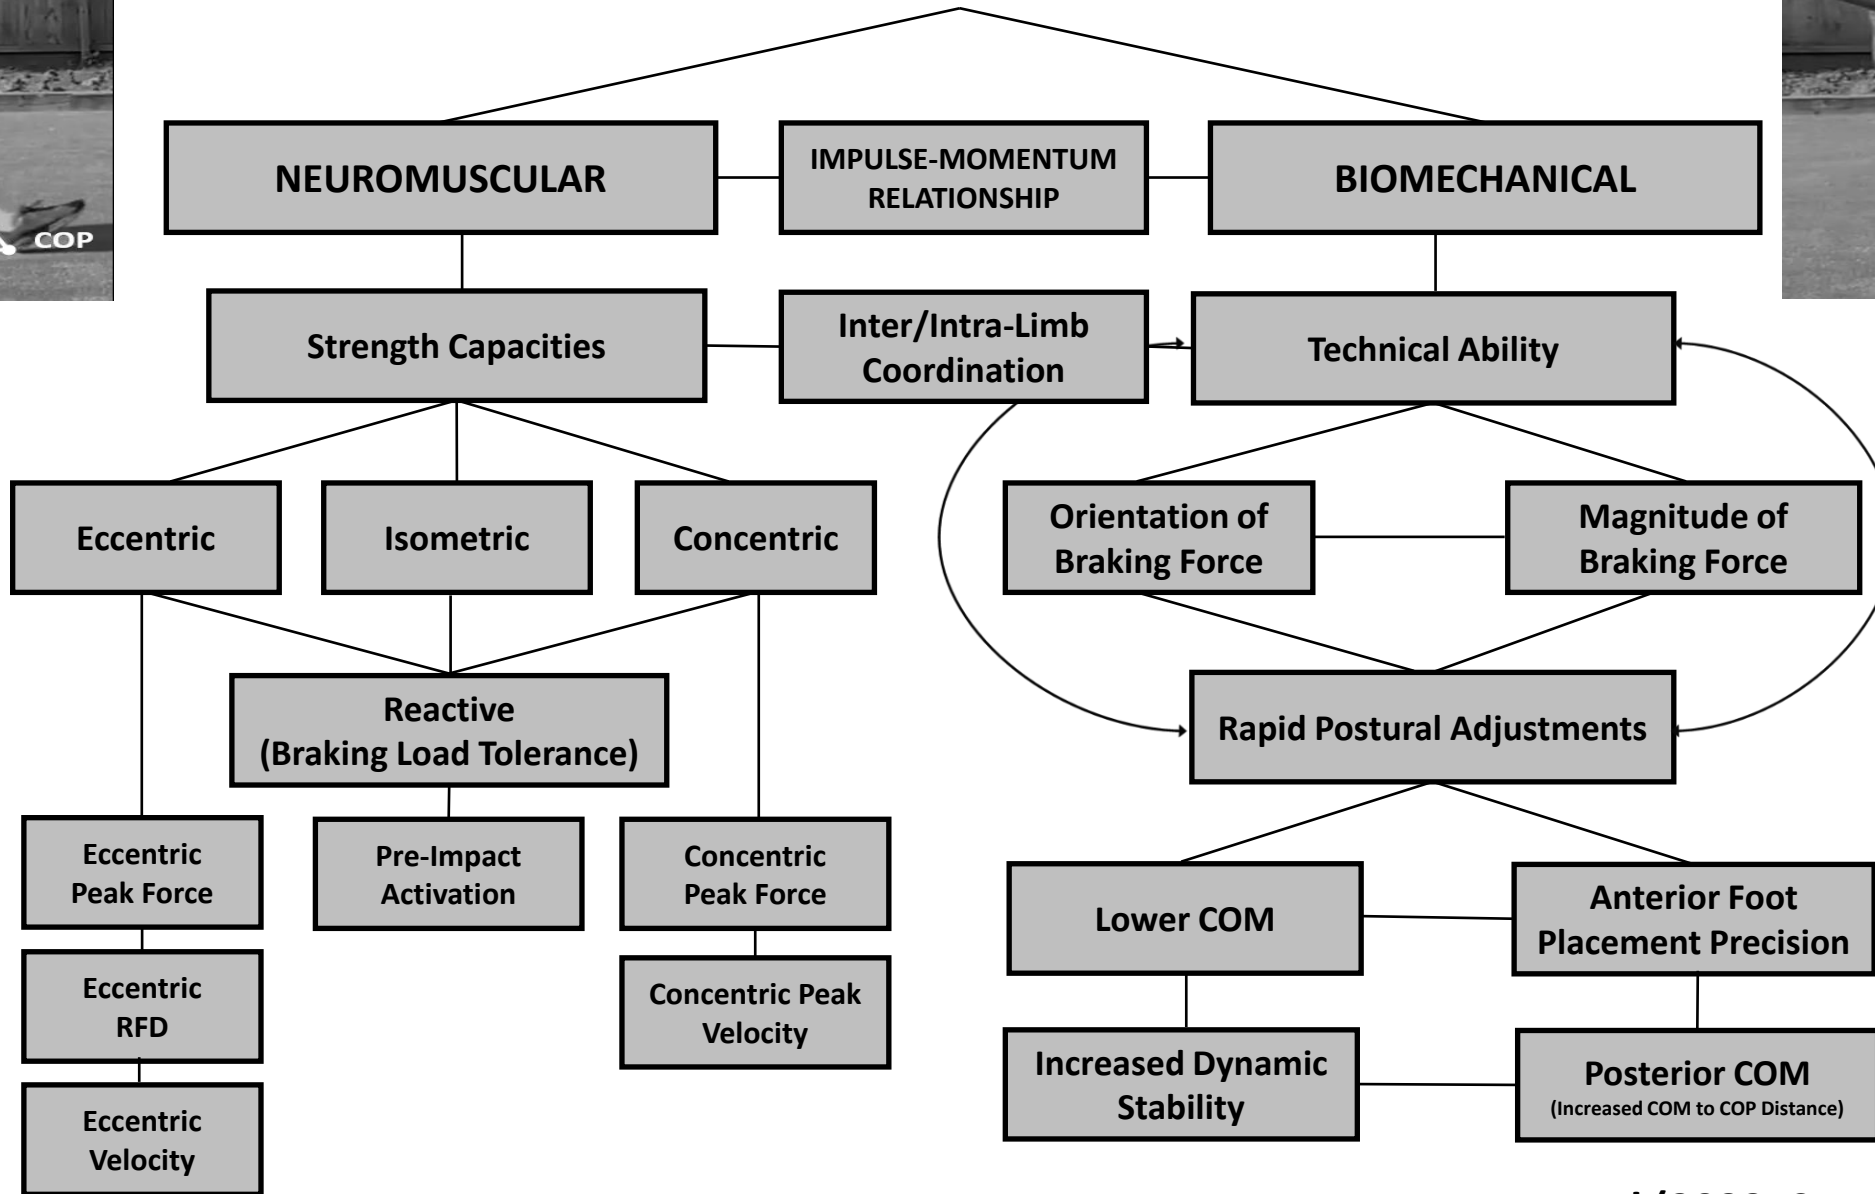 NEUROMUSCULAR
IMPULSE-MOMENTUM
RELATIONSHIP
BIOMECHANICAL
COP
Strength Capacities
Inter/Intra-Limb
Coordination
Technical Ability
Eccentric
Isometric
Concentric
Orientation of
Braking Force
Magnitude of
Braking Force
Reactive
(Braking Load Tolerance)
Rapid Postural Adjustments
Eccentric
Peak Force
Pre-Impact
Activation
Concentric
Peak Force
Lower COM
Anterior Foot
Placement Precision
Eccentric
RFD
Concentric Peak
Velocity
Increased Dynamic
Stability
Posterior COM
(Increased COM to COP Distance)
Eccentric
Velocity